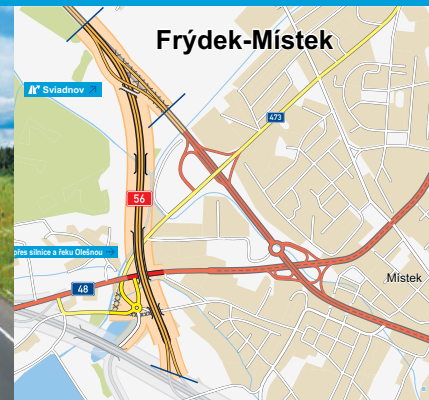 Frýdek-Místek
Sviadnov
473
56
přes silnice a řeku Olešnou
48
Místek